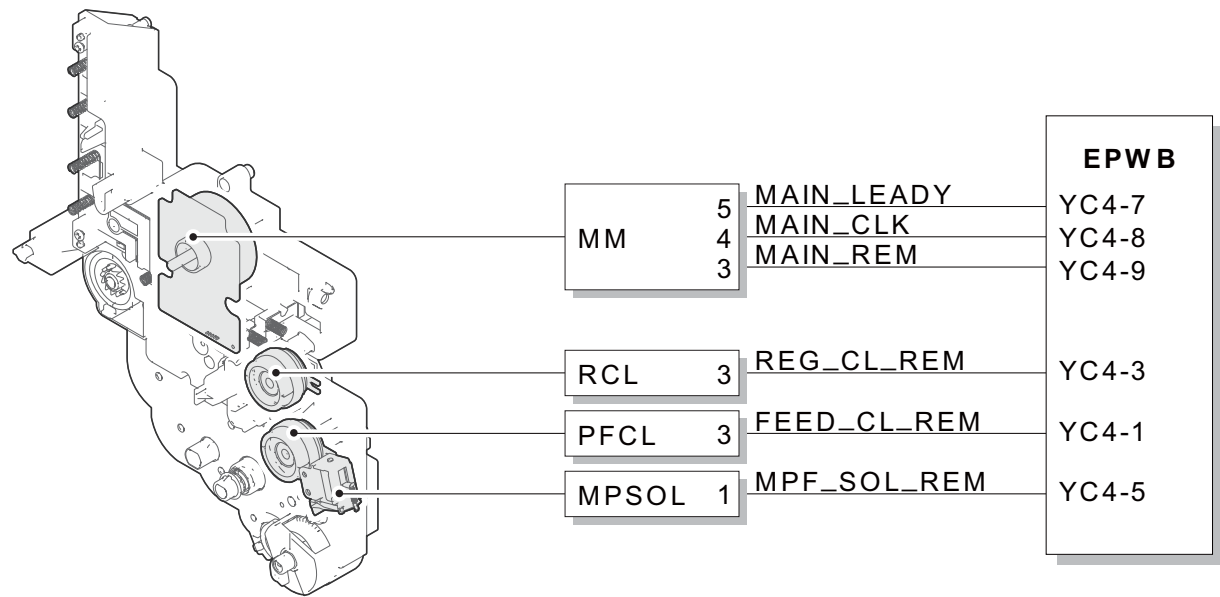 EPWB
MM 5 MAIN_LEADY YC4-7
4 MAIN_CLK YC4-8
3 MAIN_REM YC4-9
RCL 3 REG_CL_REM YC4-3
PFCL 3 FEED_CL_REM YC4-1
MPSOL 1 MPF_SOL_REM YC4-5